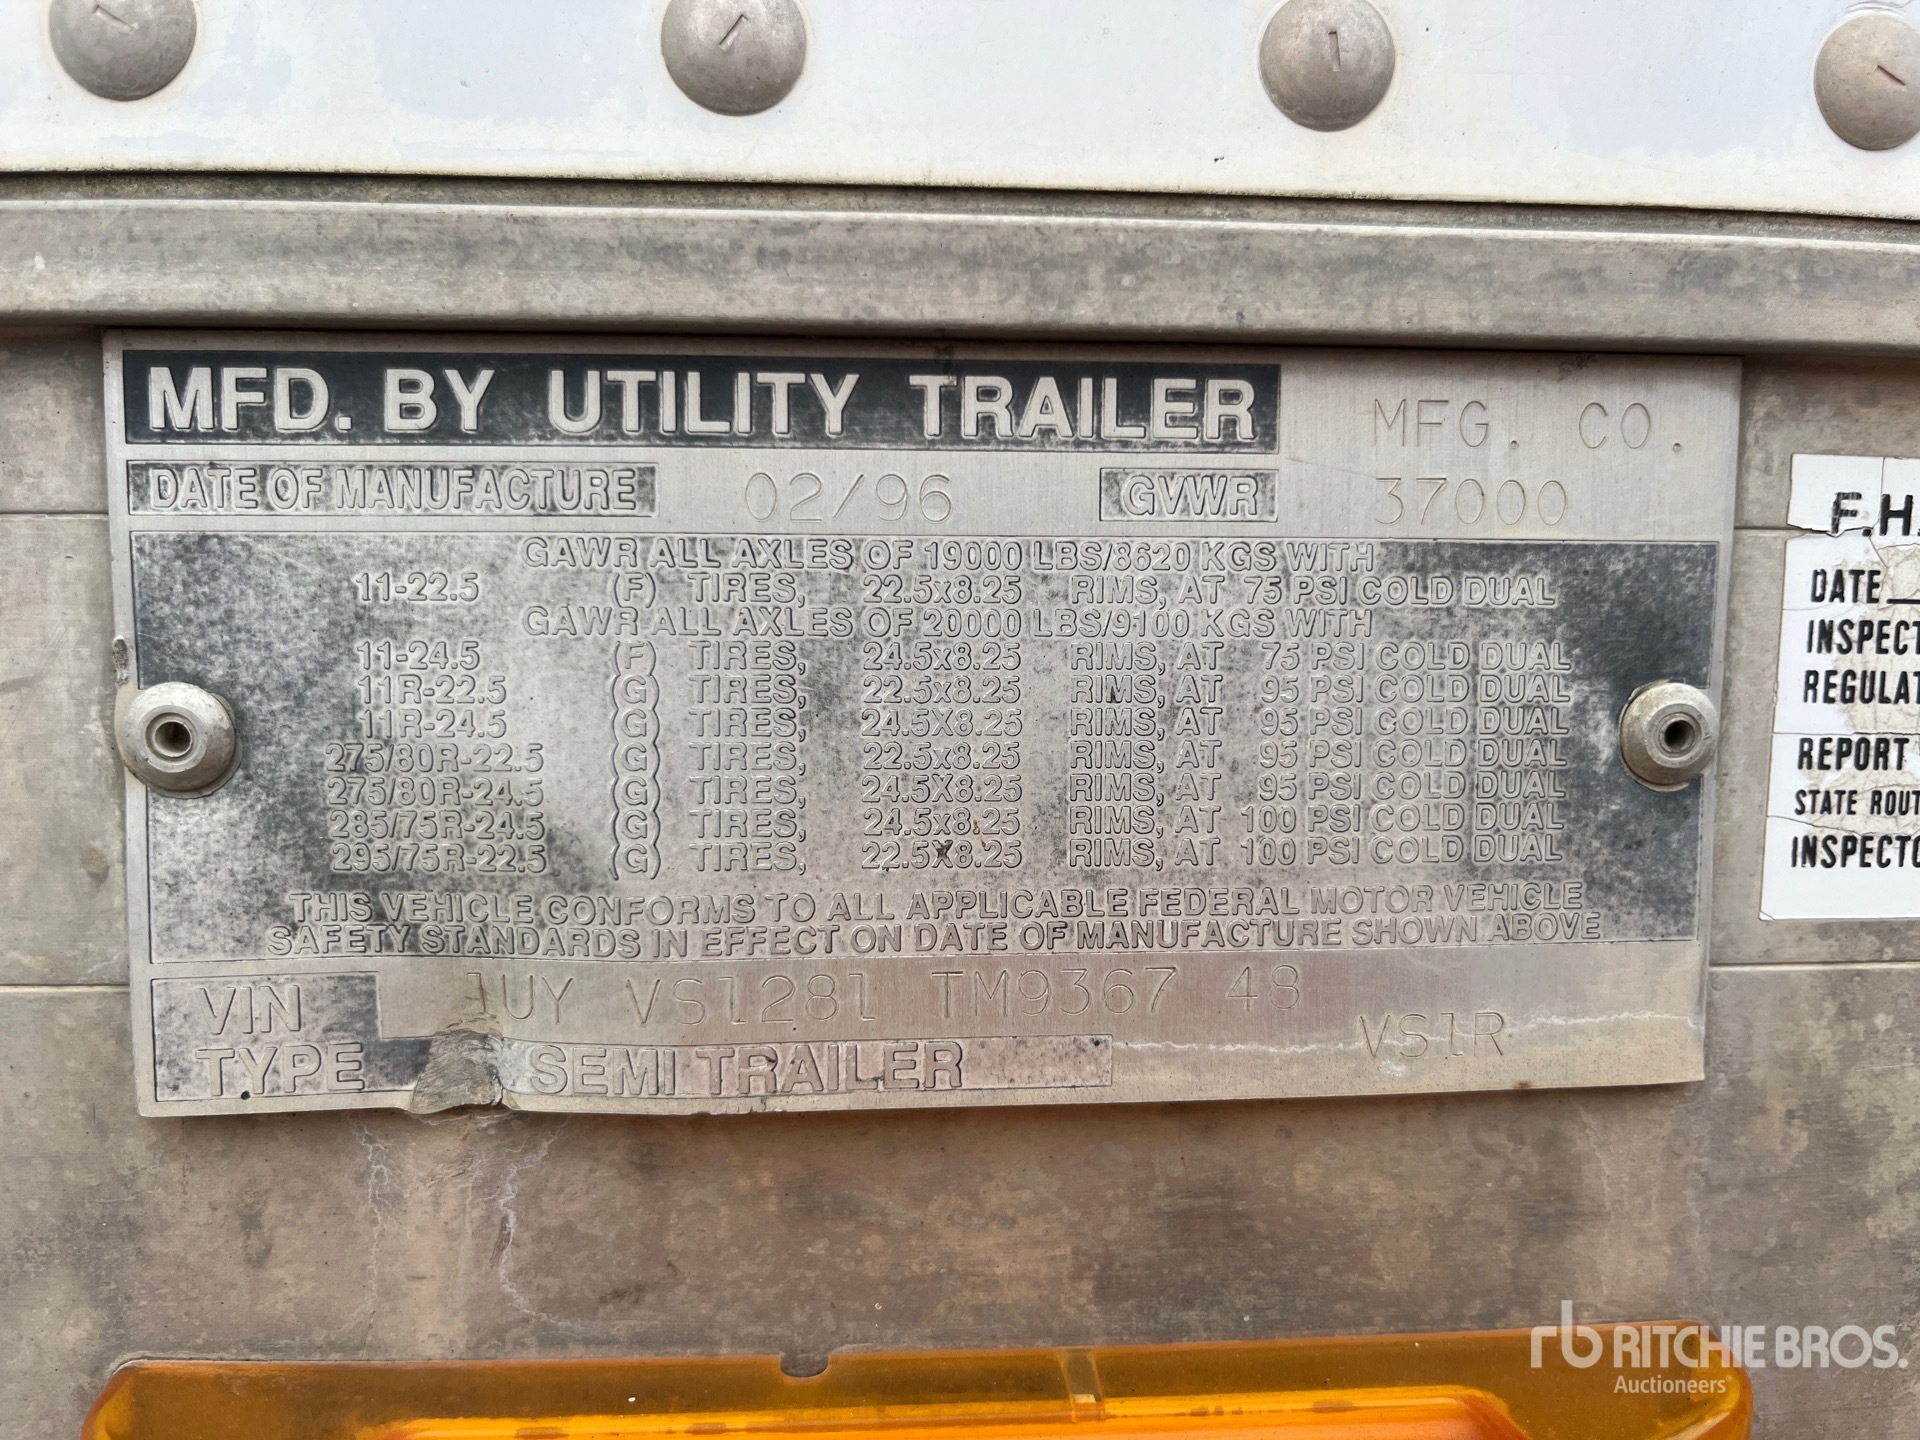 MFD. BY UTILITY TRAILER MFG. CO.
DATE OF MANUFACTURE 02/96 GVWR 37000
GAWR ALL AXLES OF 19000 LBS/8620 KGS WITH
11-22.5 (F) TIRES, 22.5x8.25 RIMS, AT 75 PSI COLD DUAL
GAWR ALL AXLES OF 20000 LBS/9100 KGS WITH
11-24.5 (F) TIRES, 24.5x8.25 RIMS, AT 75 PSI COLD DUAL
11R-22.5 (G) TIRES, 22.5x8.25 RIMS, AT 95 PSI COLD DUAL
11R-24.5 (G) TIRES, 24.5X8.25 RIMS, AT 95 PSI COLD DUAL
275/80R-22.5 (G) TIRES, 22.5x8.25 RIMS, AT 95 PSI COLD DUAL
275/80R-24.5 (G) TIRES, 24.5X8.25 RIMS, AT 95 PSI COLD DUAL
285/75R-24.5 (G) TIRES, 24.5x8.25 RIMS, AT 100 PSI COLD DUAL
295/75R-22.5 (G) TIRES, 22.5X8.25 RIMS, AT 100 PSI COLD DUAL
THIS VEHICLE CONFORMS TO ALL APPLICABLE FEDERAL MOTOR VEHICLE
SAFETY STANDARDS IN EFFECT ON DATE OF MANUFACTURE SHOWN ABOVE
VIN 1UY VS1281 TM9367 48
TYPE SEMI TRAILER VS1R
F.H.
DATE
INSPECT
REGULAT
REPORT
STATE ROUT
INSPECTO
rb RITCHIE BROS.
Auctioneers